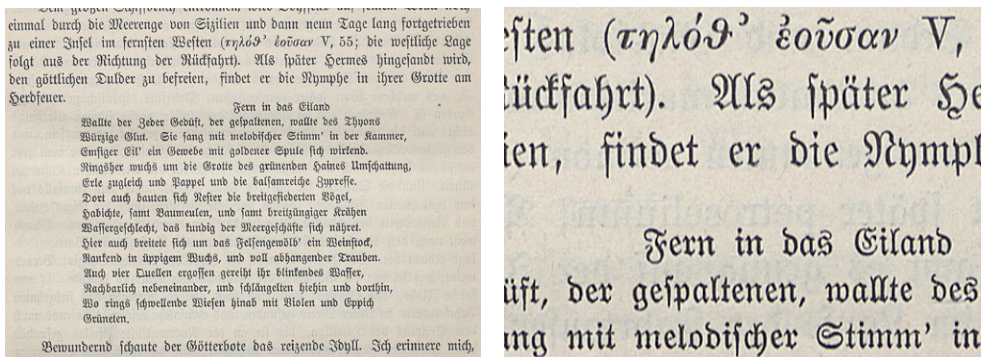 einmal durch die Meerenge von Sizilien und dann neun Tage lang fortgetrieben
zu einer Insel im fernsten Westen (τηλόϑ᾽ ἐοῦσαν V, 55; die westliche Lage
folgt aus der Richtung der Rückfahrt). Als später Hermes hingesandt wird,
den göttlichen Dulder zu befreien, findet er die Nymphe in ihrer Grotte am
Herdfeuer.
Fern in das Eiland
Wallte der Zeder Gedüft, der gespaltenen, wallte des Thyons
Würzige Glut. Sie sang mit melodischer Stimm' in der Kammer,
Emsiger Eil' ein Gewebe mit goldener Spule sich wirkend.
Ringsher wuchs um die Grotte des grünenden Haines Umschattung,
Erle zugleich und Pappel und die balsamreiche Zypresse.
Dort auch bauten sich Nester die breitgefiederten Vögel,
Habichte, samt Baumeulen, und samt breitzüngiger Krähen
Wassergeschlecht, das kundig der Meergeschäfte sich nähret.
Hier auch breitete sich um das Felsengewölb' ein Weinstock,
Rankend in üppigem Wuchs, und voll abhangender Trauben.
Auch vier Quellen ergossen gereiht ihr blinkendes Wasser,
Nachbarlich nebeneinander, und schlängelten hiehin und dorthin,
Wo rings schwellende Wiesen hinab mit Violen und Eppich
Grüneten.
Bewundernd schaute der Götterbote das reizende Idyll. Ich erinnere mich,
esten (τηλόϑ᾽ ἐοῦσαν V,
Rückfahrt). Als später He
ien, findet er die Nymph
Fern in das Eiland
üft, der gespaltenen, wallte des
ng mit melodischer Stimm' in